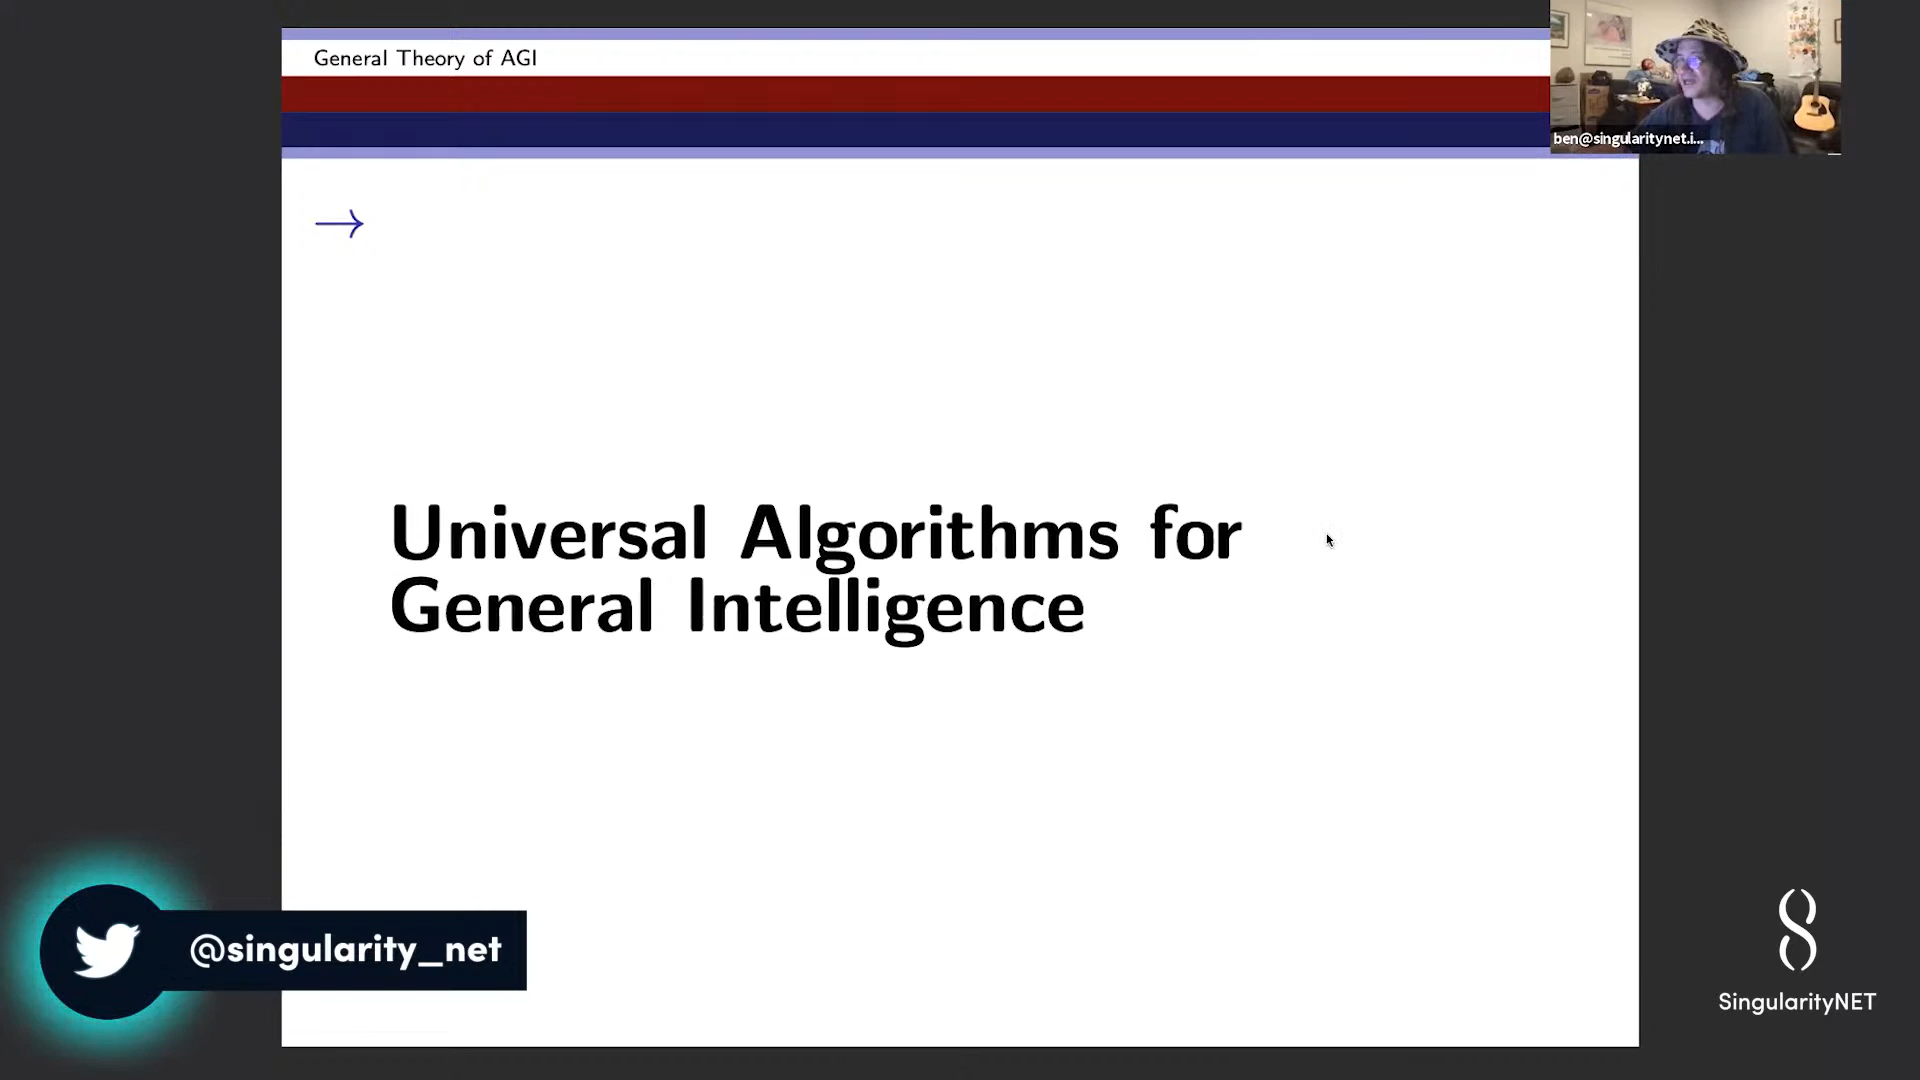 General Theory of AGI
ben@singularitynet.i...
→
Universal Algorithms for
General Intelligence
@singularity_net
SingularityNET